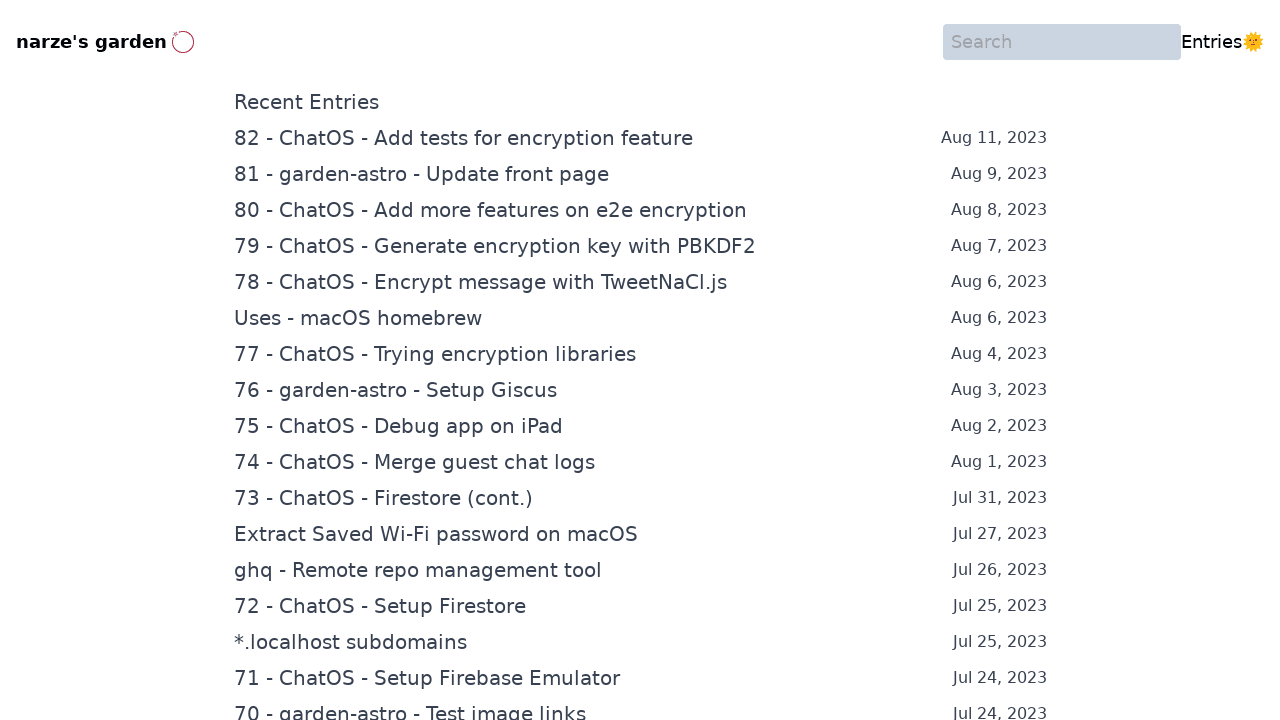 narze's garden
Search
Entries🌞
Recent Entries
82 - ChatOS - Add tests for encryption feature Aug 11, 2023
81 - garden-astro - Update front page Aug 9, 2023
80 - ChatOS - Add more features on e2e encryption Aug 8, 2023
79 - ChatOS - Generate encryption key with PBKDF2 Aug 7, 2023
78 - ChatOS - Encrypt message with TweetNaCl.js Aug 6, 2023
Uses - macOS homebrew Aug 6, 2023
77 - ChatOS - Trying encryption libraries Aug 4, 2023
76 - garden-astro - Setup Giscus Aug 3, 2023
75 - ChatOS - Debug app on iPad Aug 2, 2023
74 - ChatOS - Merge guest chat logs Aug 1, 2023
73 - ChatOS - Firestore (cont.) Jul 31, 2023
Extract Saved Wi-Fi password on macOS Jul 27, 2023
ghq - Remote repo management tool Jul 26, 2023
72 - ChatOS - Setup Firestore Jul 25, 2023
*.localhost subdomains Jul 25, 2023
71 - ChatOS - Setup Firebase Emulator Jul 24, 2023
70 - garden-astro - Test image links Jul 24, 2023